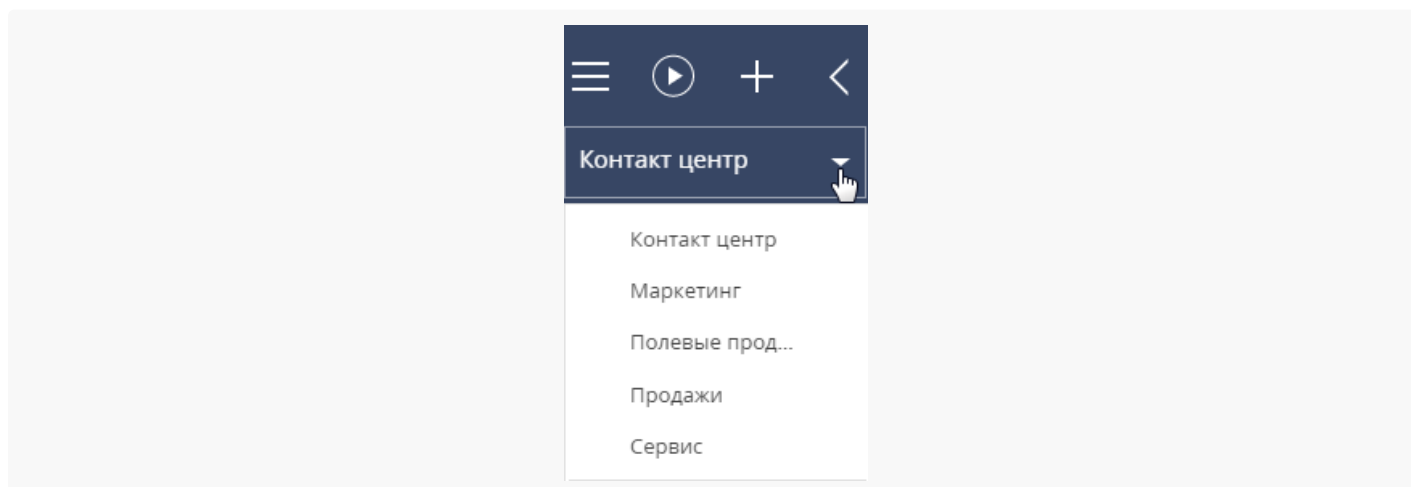 Контакт центр
Контакт центр
Маркетинг
Полевые прод...
Продажи
Сервис